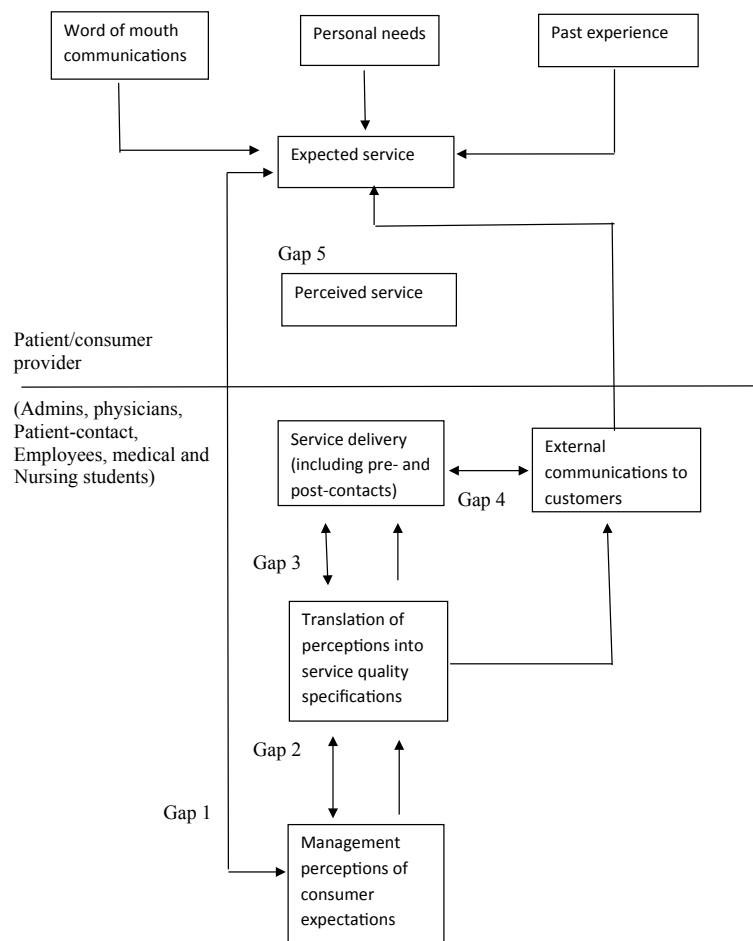 Word of mouth
communications
Personal needs
Past experience
Expected service
Gap 5
Perceived service
Patient/consumer
provider
(Admins, physicians,
Patient-contact,
Employees, medical and
Nursing students)
Service delivery
(including pre- and
post-contacts)
Gap 4
External
communications to
customers
Gap 3
Translation of
perceptions into
service quality
specifications
Gap 2
Gap 1
Management
perceptions of
consumer
expectations